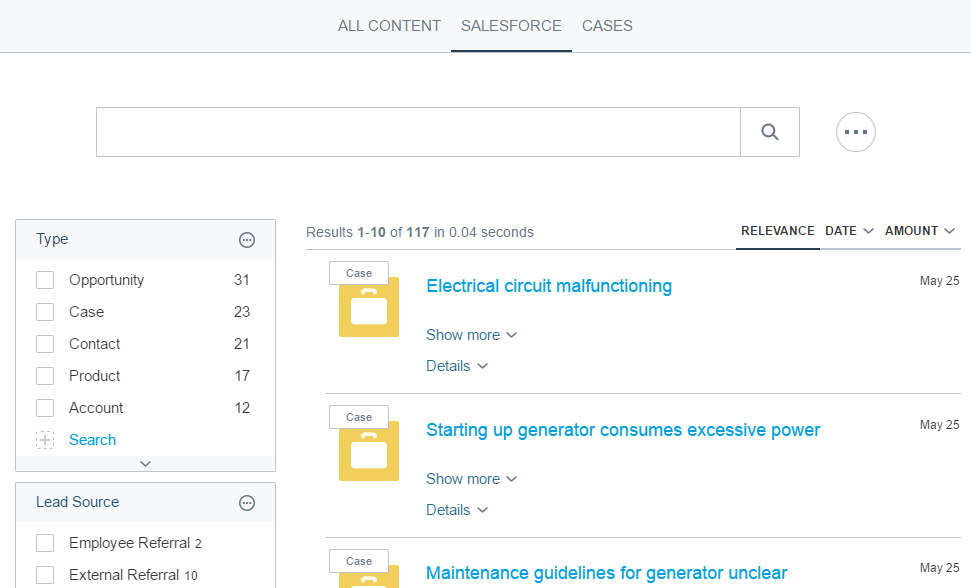 ALL CONTENT SALESFORCE CASES
Type
Opportunity 31
Case 23
Contact 21
Product 17
Account 12
Search
Lead Source
Employee Referral 2
External Referral 10
Results 1-10 of 117 in 0.04 seconds
RELEVANCE DATE AMOUNT
Case
Electrical circuit malfunctioning
May 25
Show more
Details
Case
Starting up generator consumes excessive power
May 25
Show more
Details
Case
Maintenance guidelines for generator unclear
May 25